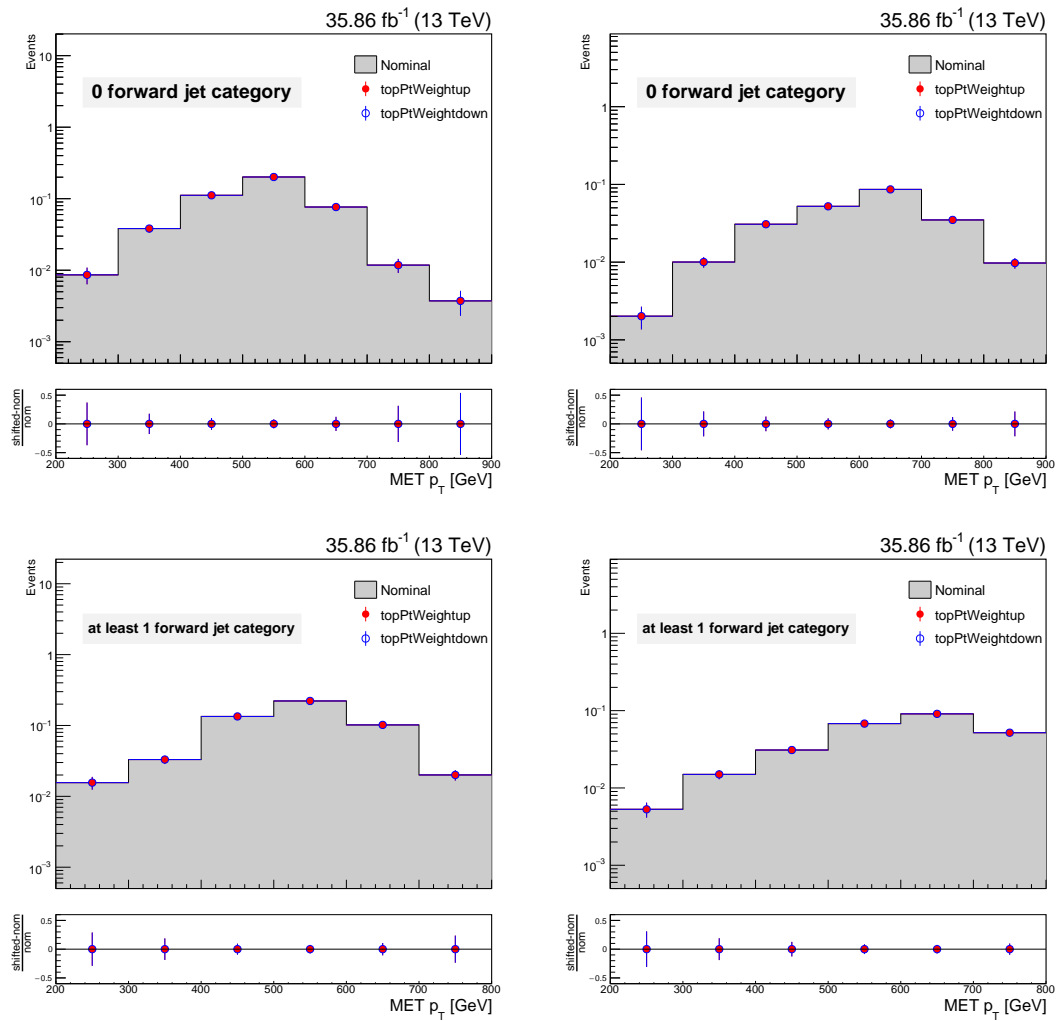 35.86 fb⁻¹ (13 TeV)
Events
10
1
10⁻¹
10⁻²
10⁻³
0 forward jet category
Nominal
topPtWeightup
topPtWeightdown
shifted-nom
nom
0.5
0
−0.5
200 300 400 500 600 700 800 900
MET p_T [GeV]
35.86 fb⁻¹ (13 TeV)
Events
1
10⁻¹
10⁻²
10⁻³
0 forward jet category
Nominal
topPtWeightup
topPtWeightdown
shifted-nom
nom
0.5
0
−0.5
200 300 400 500 600 700 800 900
MET p_T [GeV]
35.86 fb⁻¹ (13 TeV)
Events
10
1
10⁻¹
10⁻²
10⁻³
at least 1 forward jet category
Nominal
topPtWeightup
topPtWeightdown
shifted-nom
nom
0.5
0
−0.5
200 300 400 500 600 700 800
MET p_T [GeV]
35.86 fb⁻¹ (13 TeV)
Events
1
10⁻¹
10⁻²
10⁻³
at least 1 forward jet category
Nominal
topPtWeightup
topPtWeightdown
shifted-nom
nom
0.5
0
−0.5
200 300 400 500 600 700 800
MET p_T [GeV]